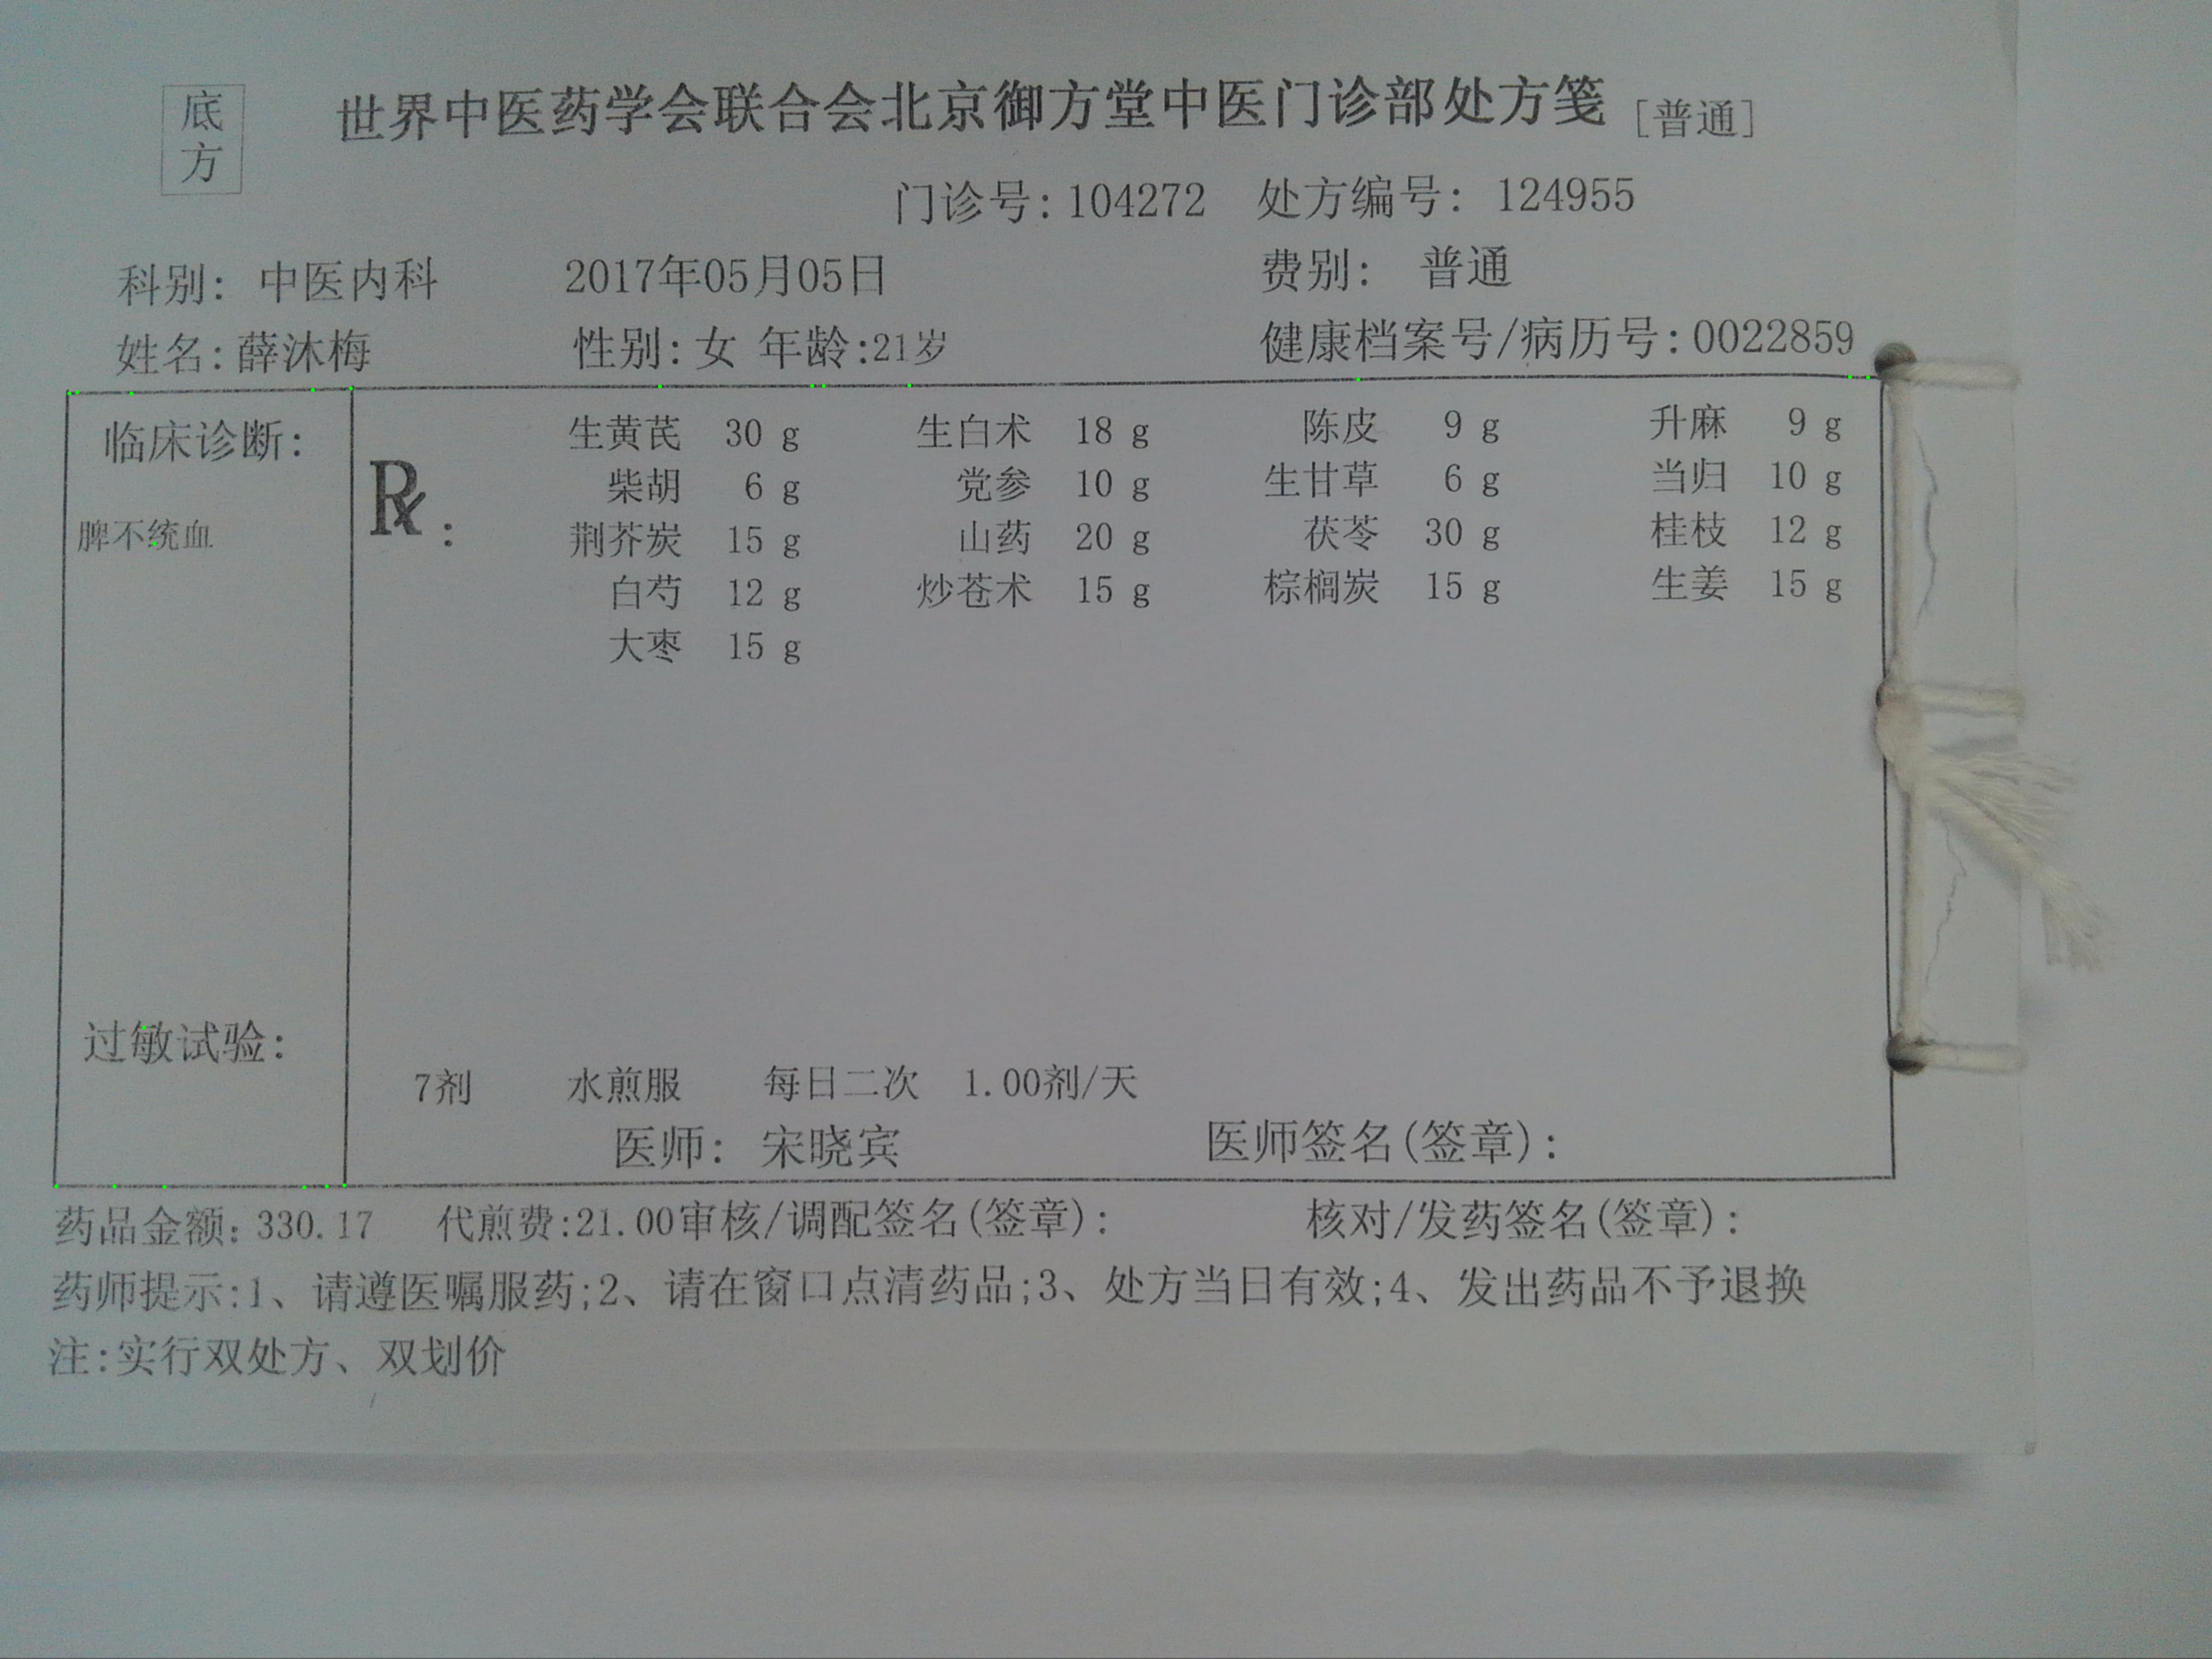 底方
世界中医药学会联合会北京御方堂中医门诊部处方笺 [普通]
门诊号: 104272 处方编号: 124955
科别: 中医内科 2017年05月05日 费别: 普通
姓名: 薛沐梅 性别: 女 年龄:21岁 健康档案号/病历号: 0022859
临床诊断: 生黄芪 30 g 生白术 18 g 陈皮 9 g 升麻 9 g
R: 柴胡 6 g 党参 10 g 生甘草 6 g 当归 10 g
脾不统血 荆芥炭 15 g 山药 20 g 茯苓 30 g 桂枝 12 g
白芍 12 g 炒苍术 15 g 棕榈炭 15 g 生姜 15 g
大枣 15 g
过敏试验:
7剂 水煎服 每日二次 1.00剂/天
医师: 宋晓宾 医师签名(签章):
药品金额: 330.17 代煎费:21.00审核/调配签名(签章): 核对/发药签名(签章):
药师提示:1、请遵医嘱服药;2、请在窗口点清药品;3、处方当日有效;4、发出药品不予退换
注:实行双处方、双划价